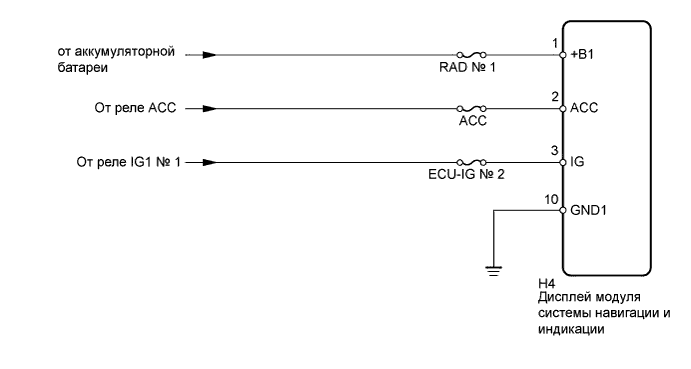 от аккумуляторной
батареи
RAD № 1
1
+B1
От реле ACC
ACC
2
ACC
От реле IG1 № 1
ECU-IG № 2
3
IG
10
GND1
H4
Дисплей модуля
системы навигации и
индикации